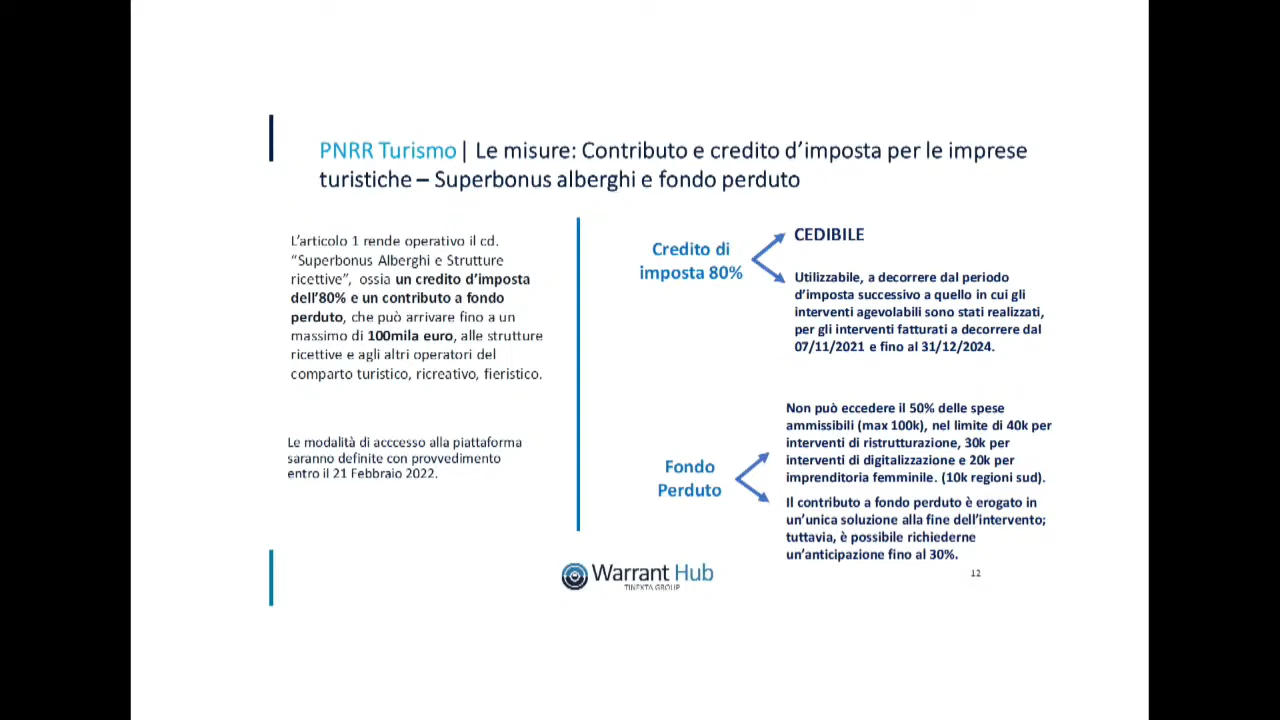 PNRR Turismo | Le misure: Contributo e credito d'imposta per le imprese
turistiche – Superbonus alberghi e fondo perduto
L'articolo 1 rende operativo il cd.
"Superbonus Alberghi e Strutture
ricettive", ossia un credito d'imposta
dell'80% e un contributo a fondo
perduto, che può arrivare fino a un
massimo di 100mila euro, alle strutture
ricettive e agli altri operatori del
comparto turistico, ricreativo, fieristico.
Le modalità di acccesso alla piattaforma
saranno definite con provvedimento
entro il 21 Febbraio 2022.
Credito di
imposta 80%
CEDIBILE
Utilizzabile, a decorrere dal periodo
d'imposta successivo a quello in cui gli
interventi agevolabili sono stati realizzati,
per gli interventi fatturati a decorrere dal
07/11/2021 e fino al 31/12/2024.
Fondo
Perduto
Non può eccedere il 50% delle spese
ammissibili (max 100k), nel limite di 40k per
interventi di ristrutturazione, 30k per
interventi di digitalizzazione e 20k per
imprenditoria femminile. (10k regioni sud).
Il contributo a fondo perduto è erogato in
un'unica soluzione alla fine dell'intervento;
tuttavia, è possibile richiederne
un'anticipazione fino al 30%.
Warrant Hub
TINEXTA GROUP
12